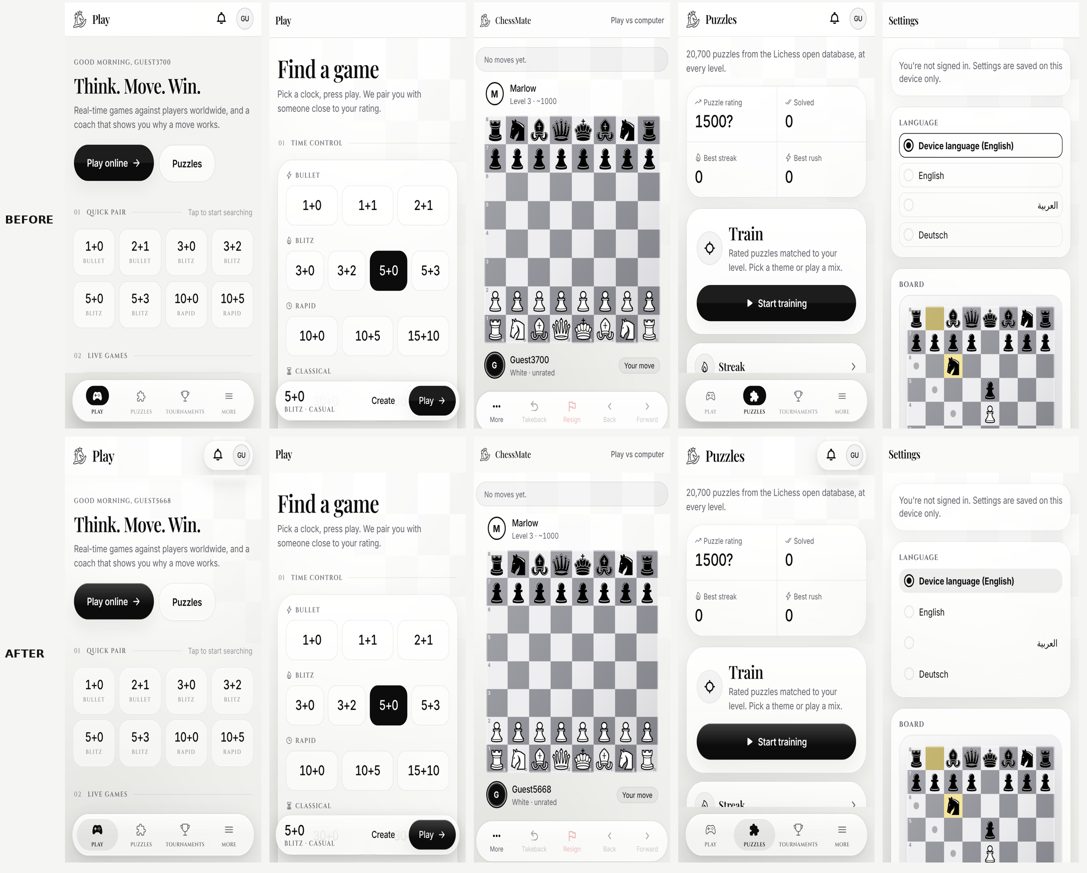 BEFORE
Play
GU
GOOD MORNING, GUEST3700
Think. Move. Win.
Real-time games against players worldwide, and a
coach that shows you why a move works.
Play online →
Puzzles
01 QUICK PAIR
Tap to start searching
1+0 2+1 3+0 3+2
BULLET BULLET BLITZ BLITZ
5+0 5+3 10+0 10+5
BLITZ BLITZ RAPID RAPID
02 LIVE GAMES
PLAY PUZZLES TOURNAMENTS MORE
Play
Find a game
Pick a clock, press play. We pair you with
someone close to your rating.
01 TIME CONTROL
BULLET
1+0 1+1 2+1
BLITZ
3+0 3+2 5+0 5+3
RAPID
10+0 10+5 15+10
CLASSICAL
5+0
BLITZ · CASUAL
Create
Play →
ChessMate
Play vs computer
No moves yet.
M
Marlow
Level 3 · ~1000
G
Guest3700
White · unrated
Your move
More Takeback Resign Back Forward
Puzzles
GU
20,700 puzzles from the Lichess open database, at
every level.
Puzzle rating
1500?
Solved
0
Best streak
0
Best rush
0
Train
Rated puzzles matched to your
level. Pick a theme or play a mix.
Start training
Streak
PLAY PUZZLES TOURNAMENTS MORE
Settings
You're not signed in. Settings are saved on this
device only.
LANGUAGE
Device language (English)
English
العربية
Deutsch
BOARD
AFTER
Play
GU
GOOD MORNING, GUEST5668
Think. Move. Win.
Real-time games against players worldwide, and a
coach that shows you why a move works.
Play online →
Puzzles
01 QUICK PAIR
Tap to start searching
1+0 2+1 3+0 3+2
BULLET BULLET BLITZ BLITZ
5+0 5+3 10+0 10+5
BLITZ BLITZ RAPID RAPID
02 LIVE GAMES
PLAY PUZZLES TOURNAMENTS MORE
Play
Find a game
Pick a clock, press play. We pair you with
someone close to your rating.
01 TIME CONTROL
BULLET
1+0 1+1 2+1
BLITZ
3+0 3+2 5+0 5+3
RAPID
10+0 10+5 15+10
CLASSICAL
5+0
BLITZ · CASUAL
Create
Play →
ChessMate
Play vs computer
No moves yet.
M
Marlow
Level 3 · ~1000
G
Guest5668
White · unrated
Your move
More Takeback Resign Back Forward
Puzzles
GU
20,700 puzzles from the Lichess open database, at
every level.
Puzzle rating
1500?
Solved
0
Best streak
0
Best rush
0
Train
Rated puzzles matched to your
level. Pick a theme or play a mix.
Start training
Streak
PLAY PUZZLES TOURNAMENTS MORE
Settings
You're not signed in. Settings are saved on this
device only.
LANGUAGE
Device language (English)
English
العربية
Deutsch
BOARD